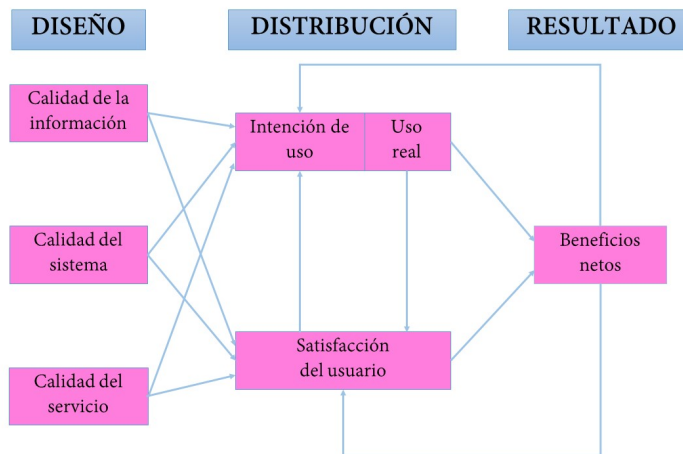 DISEÑO
DISTRIBUCIÓN
RESULTADO
Calidad de la
información
Intención de
uso
Uso
real
Calidad del
sistema
Beneficios
netos
Satisfacción
del usuario
Calidad del
servicio